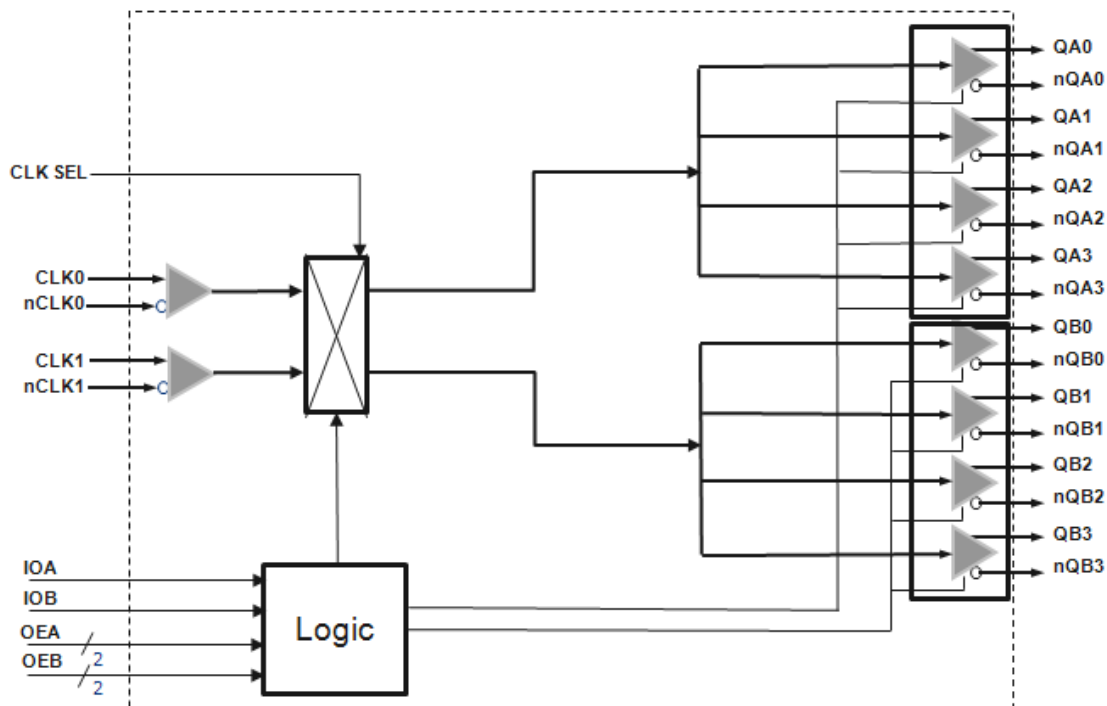 QA0
nQA0
QA1
nQA1
CLK SEL
QA2
nQA2
QA3
CLK0
nQA3
nCLK0
QB0
CLK1
nQB0
nCLK1
QB1
nQB1
QB2
nQB2
QB3
IOA
nQB3
IOB
Logic
OEA
2
OEB
2